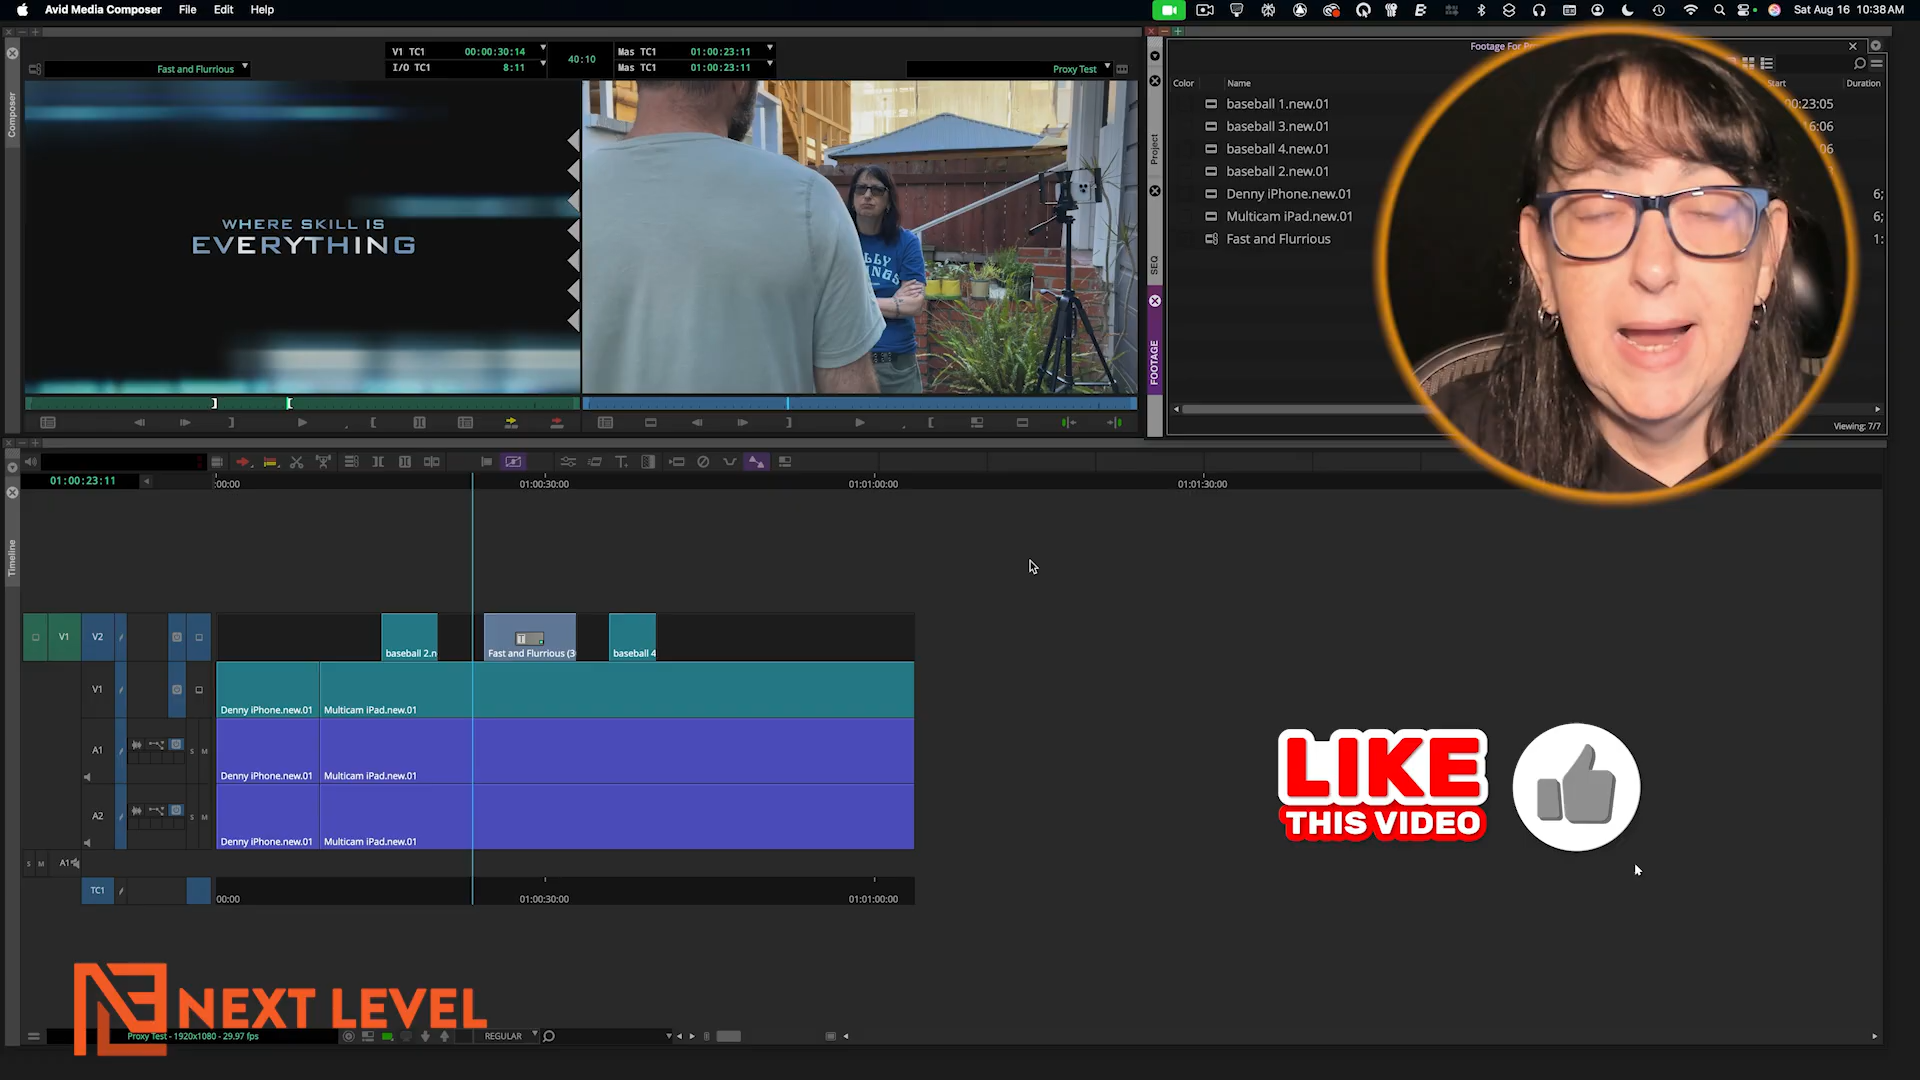 Avid Media Composer File Edit Help
Sat Aug 16 10:38 AM
V1 TC1 00:00:30:14
I/O TC1 8:11
40:10
Mas TC1 01:00:23:11
Mas TC1 01:00:23:11
Fast and Flurrious
Proxy Test
Composer
WHERE SKILL IS
EVERYTHING
Project
SEQ
FOOTAGE
Color Name Start Duration
baseball 1.new.01
baseball 3.new.01
baseball 4.new.01
baseball 2.new.01
Denny iPhone.new.01
Multicam iPad.new.01
Fast and Flurrious
Viewing: 7/7
Timeline
01:00:23:11
:00:00 01:00:30:00 01:01:00:00 01:01:30:00
V1 V2
baseball 2.n
Fast and Flurrious (3
baseball 4
V1
Denny iPhone.new.01 Multicam iPad.new.01
A1 S M
Denny iPhone.new.01 Multicam iPad.new.01
A2 S M
Denny iPhone.new.01 Multicam iPad.new.01
S M A1
TC1
00:00 01:00:30:00 01:01:00:00
LIKE
THIS VIDEO
NEXT LEVEL
Proxy Test - 1920x1080 - 29.97 fps
REGULAR